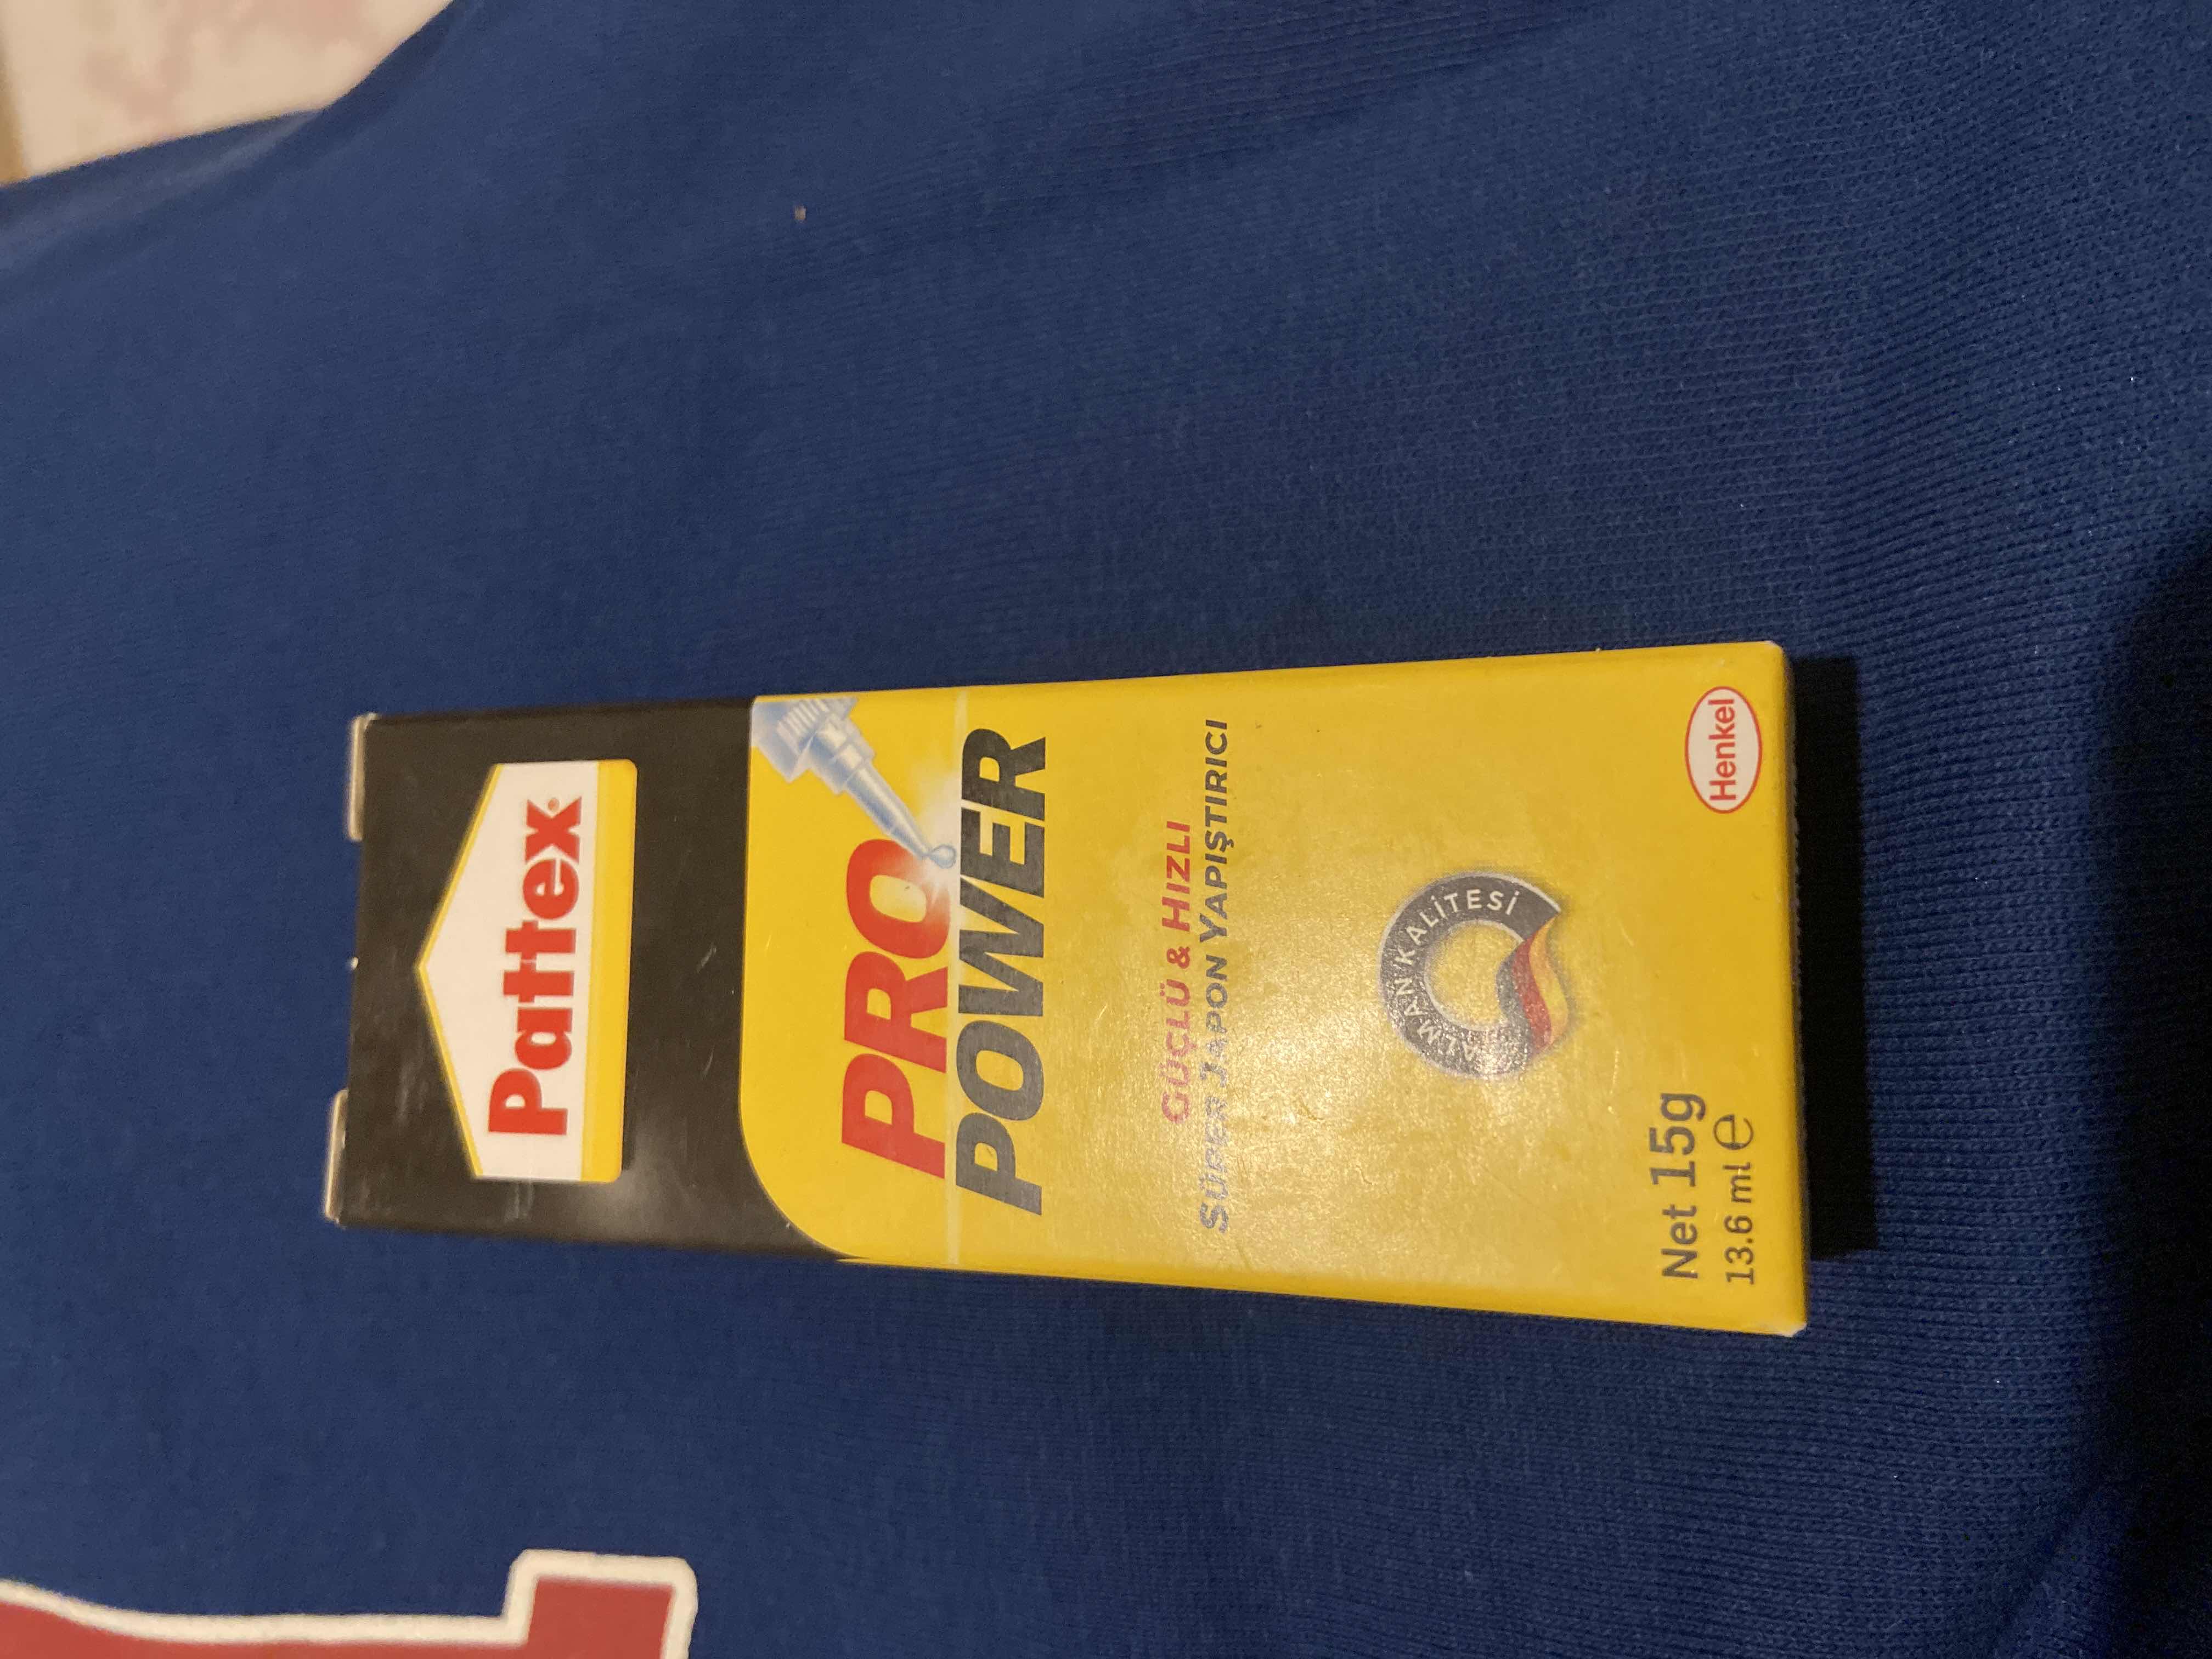 Pattex®
PRO
POWER
GÜÇLÜ & HIZLI
SÜPER JAPON YAPIŞTIRICI
ALMAN KALİTESİ
Net 15g
13.6 ml ℮
Henkel